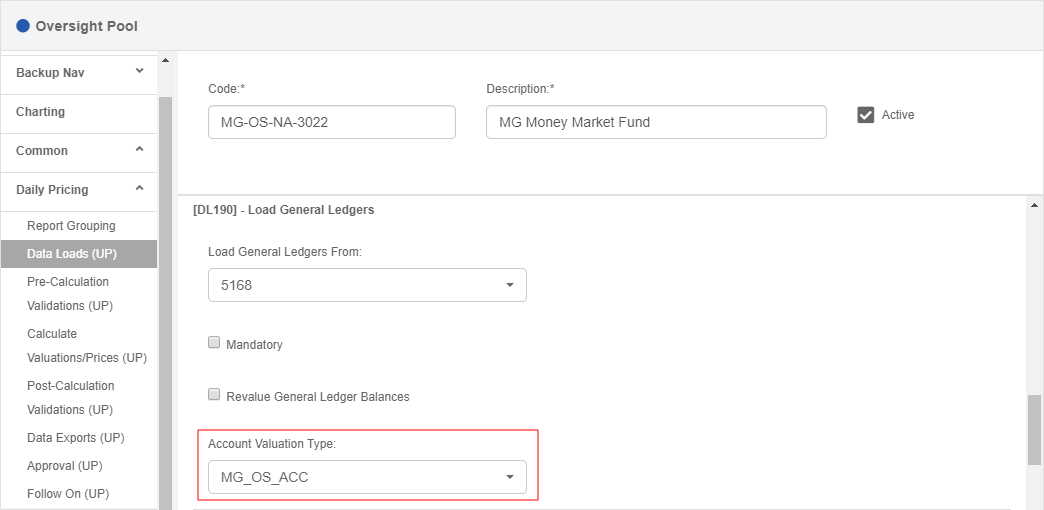 Oversight Pool
Backup Nav
Charting
Common
Daily Pricing
Report Grouping
Data Loads (UP)
Pre-Calculation
Validations (UP)
Calculate
Valuations/Prices (UP)
Post-Calculation
Validations (UP)
Data Exports (UP)
Approval (UP)
Follow On (UP)
Code:*
Description:*
MG-OS-NA-3022
MG Money Market Fund
Active
[DL190] - Load General Ledgers
Load General Ledgers From:
5168
Mandatory
Revalue General Ledger Balances
Account Valuation Type:
MG_OS_ACC